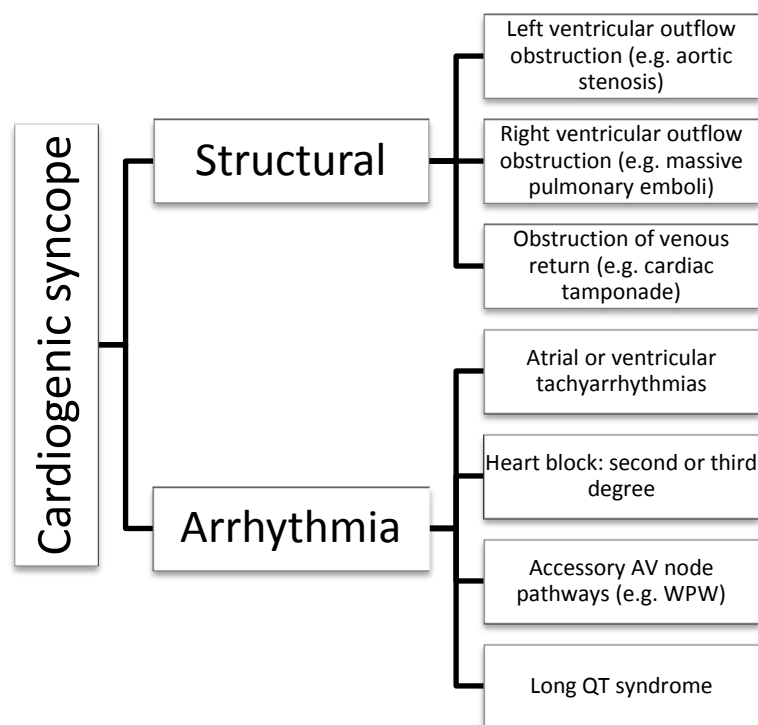 Cardiogenic syncope
Structural
Left ventricular outflow
obstruction (e.g. aortic
stenosis)
Right ventricular outflow
obstruction (e.g. massive
pulmonary emboli)
Obstruction of venous
return (e.g. cardiac
tamponade)
Arrhythmia
Atrial or ventricular
tachyarrhythmias
Heart block: second or third
degree
Accessory AV node
pathways (e.g. WPW)
Long QT syndrome